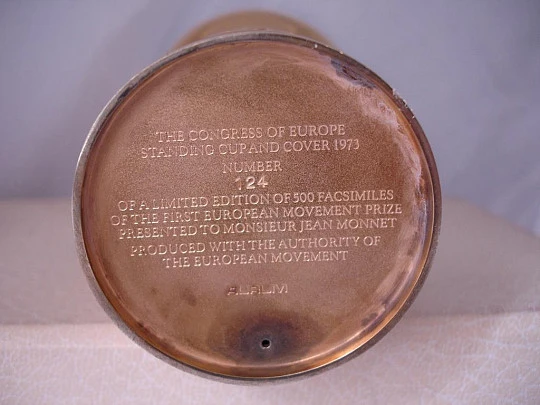 THE CONGRESS OF EUROPE
STANDING CUP AND COVER 1973
NUMBER
124
OF A LIMITED EDITION OF 500 FACSIMILES
OF THE FIRST EUROPEAN MOVEMENT PRIZE
PRESENTED TO MONSIEUR JEAN MONNET
PRODUCED WITH THE AUTHORITY OF
THE EUROPEAN MOVEMENT
AURUM